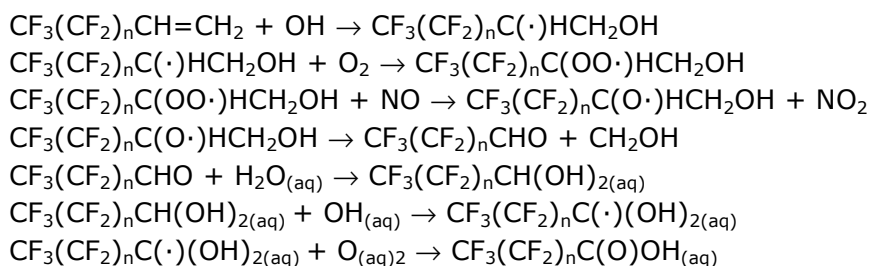 CF₃(CF₂)ₙCH=CH₂ + OH → CF₃(CF₂)ₙC(·)HCH₂OH
CF₃(CF₂)ₙC(·)HCH₂OH + O₂ → CF₃(CF₂)ₙC(OO·)HCH₂OH
CF₃(CF₂)ₙC(OO·)HCH₂OH + NO → CF₃(CF₂)ₙC(O·)HCH₂OH + NO₂
CF₃(CF₂)ₙC(O·)HCH₂OH → CF₃(CF₂)ₙCHO + CH₂OH
CF₃(CF₂)ₙCHO + H₂O₍aq₎ → CF₃(CF₂)ₙCH(OH)₂₍aq₎
CF₃(CF₂)ₙCH(OH)₂₍aq₎ + OH₍aq₎ → CF₃(CF₂)ₙC(·)(OH)₂₍aq₎
CF₃(CF₂)ₙC(·)(OH)₂₍aq₎ + O₍aq₎₂ → CF₃(CF₂)ₙC(O)OH₍aq₎